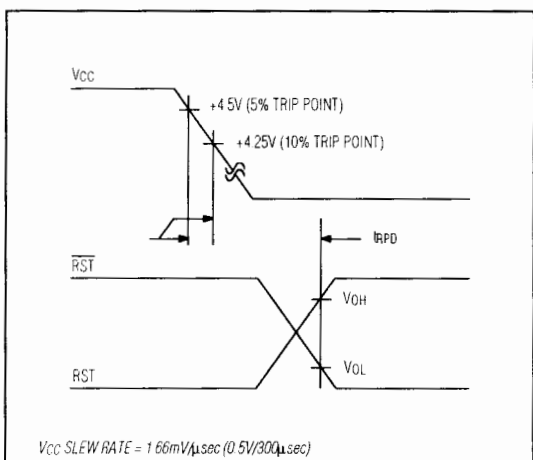 VCC
+4.5V (5% TRIP POINT)
+4.25V (10% TRIP POINT)
tRPD
RST
VOH
VOL
RST
VCC SLEW RATE = 1.66mV/µsec (0.5V/300µsec)